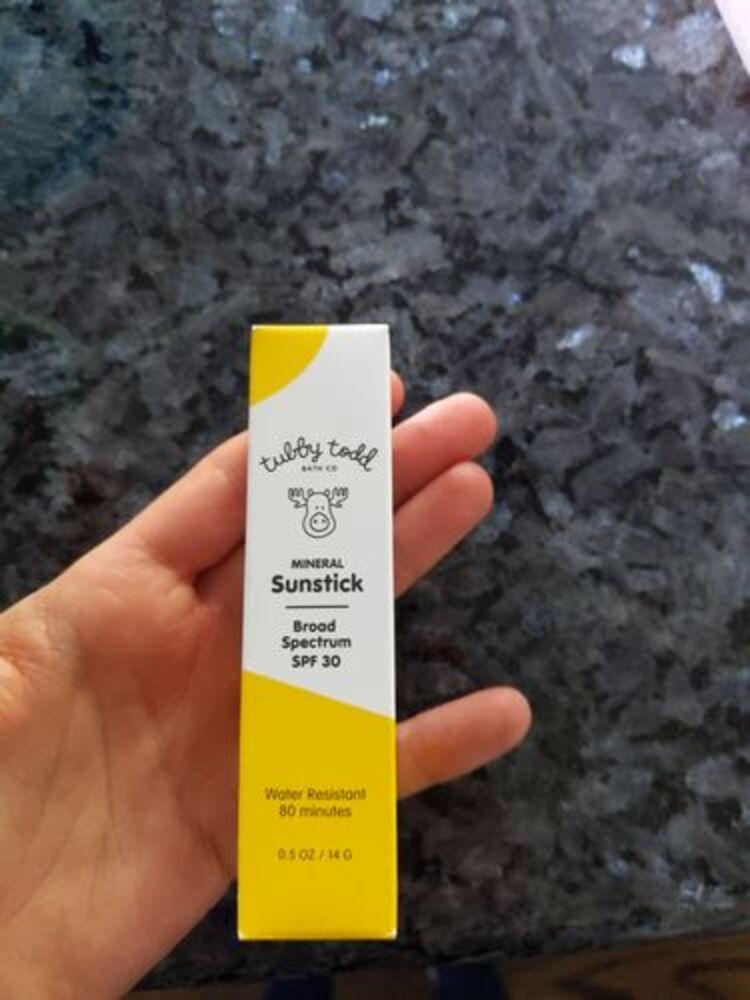 tubby todd
BATH CO
MINERAL
Sunstick
Broad
Spectrum
SPF 30
Water Resistant
80 minutes
0.5 OZ / 14 G